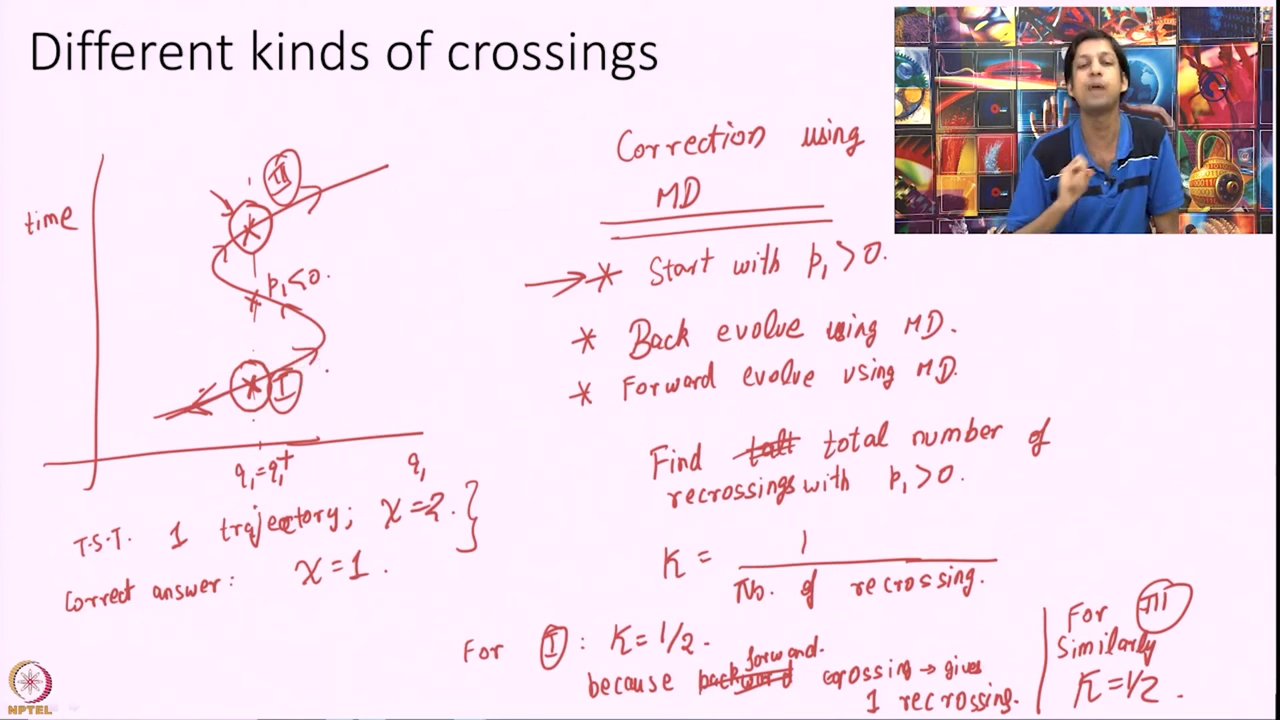 Different kinds of crossings
time
III
p₁<0.
I
q₁=q₁‡
q₁
T.S.T. 1 trajectory; χ=2.
Correct answer: χ=1.
Correction using
MD
→* Start with p₁>0.
* Back evolve using MD.
* Forward evolve using MD.
Find total number of
recrossings with p₁>0.
K = 1
No. of recrossing.
For I : K=1/2.
because forward crossing → gives
1 recrossing.
For III
Similarly
K=1/2.
NPTEL